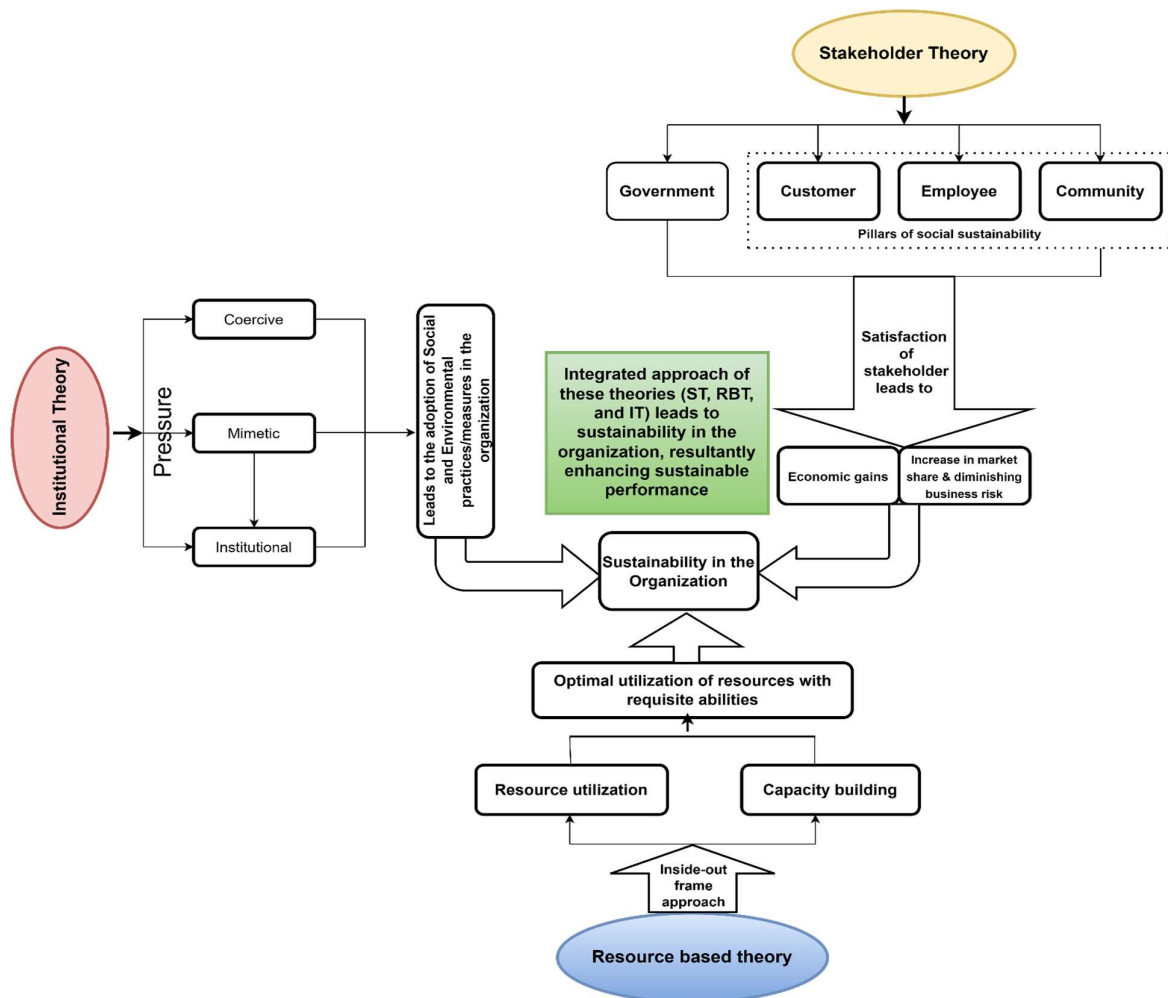 Stakeholder Theory
Government
Customer
Employee
Community
Pillars of social sustainability
Satisfaction
of
stakeholder
leads to
Economic gains
Increase in market
share & diminishing
business risk
Institutional Theory
Pressure
Coercive
Mimetic
Institutional
Leads to the adoption of Social
and Environmental
practices/measures in the
organization
Integrated approach of
these theories (ST, RBT,
and IT) leads to
sustainability in the
organization, resultantly
enhancing sustainable
performance
Sustainability in the
Organization
Optimal utilization of resources with
requisite abilities
Resource utilization
Capacity building
Inside-out
frame
approach
Resource based theory